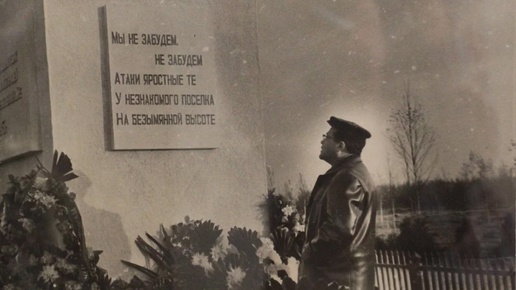 Мы не забудем,
не забудем
Атаки яростные те
У незнакомого поселка
На безымянной высоте